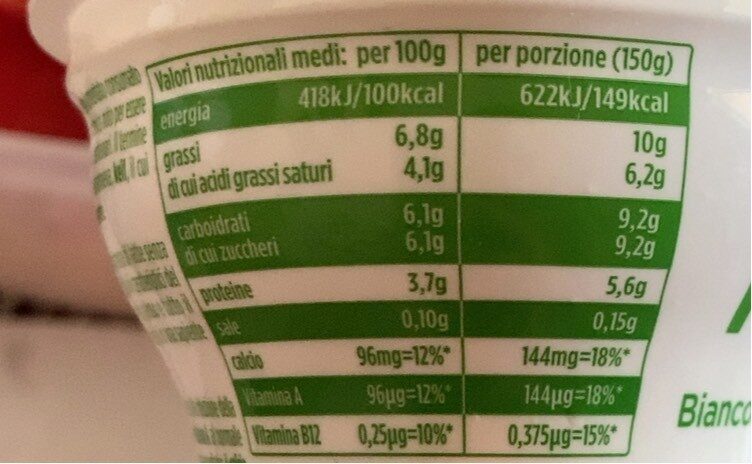 Valori nutrizionali medi: per 100g per porzione (150g)
energia 418kJ/100kcal 622kJ/149kcal
grassi 6,8g 10g
di cui acidi grassi saturi 4,1g 6,2g
carboidrati 6,1g 9,2g
di cui zuccheri 6,1g 9,2g
proteine 3,7g 5,6g
sale 0,10g 0,15g
calcio 96mg=12%* 144mg=18%*
Vitamina A 96µg=12%* 144µg=18%*
Vitamina B12 0,25µg=10%* 0,375µg=15%*
Bianco